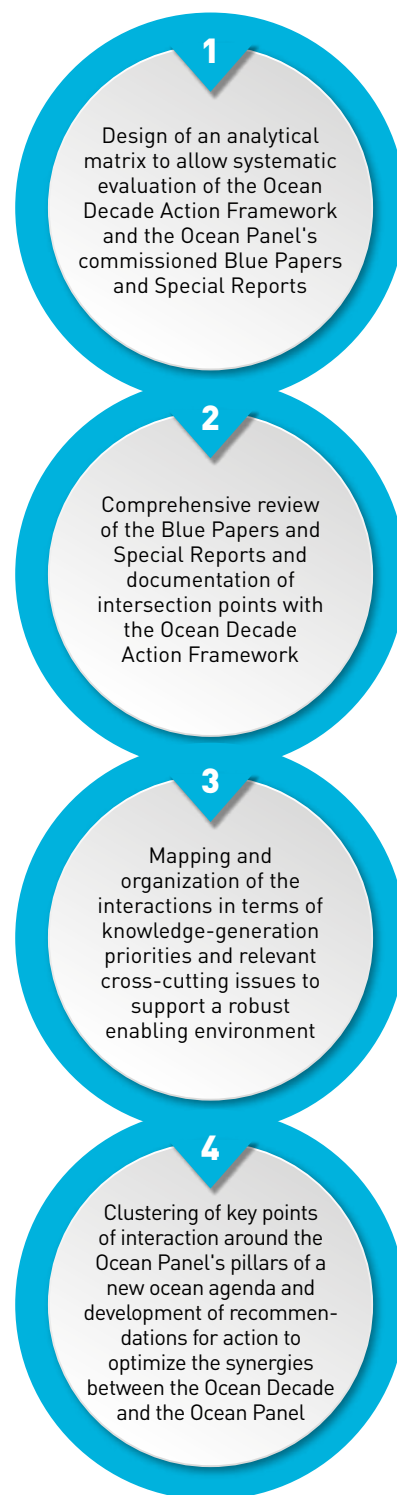 1
Design of an analytical
matrix to allow systematic
evaluation of the Ocean
Decade Action Framework
and the Ocean Panel's
commissioned Blue Papers
and Special Reports
2
Comprehensive review
of the Blue Papers and
Special Reports and
documentation of
intersection points with
the Ocean Decade
Action Framework
3
Mapping and
organization of the
interactions in terms of
knowledge-generation
priorities and relevant
cross-cutting issues to
support a robust
enabling environment
4
Clustering of key points
of interaction around the
Ocean Panel's pillars of a
new ocean agenda and
development of recommen-
dations for action to
optimize the synergies
between the Ocean Decade
and the Ocean Panel